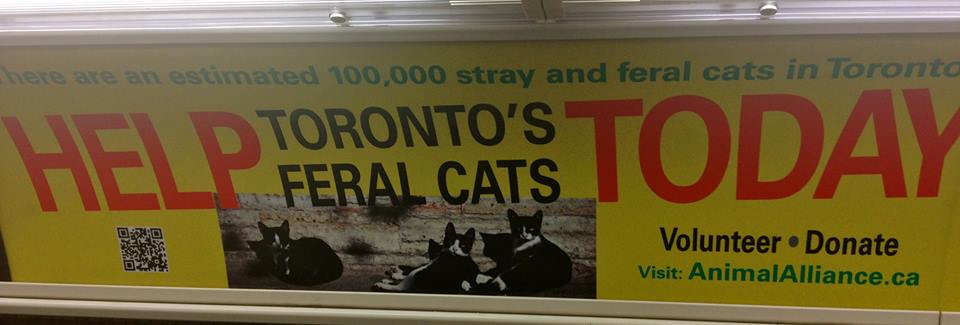 here are an estimated 100,000 stray and feral cats in Toronto
HELP TORONTO'S FERAL CATS TODAY
Volunteer • Donate
Visit: AnimalAlliance.ca